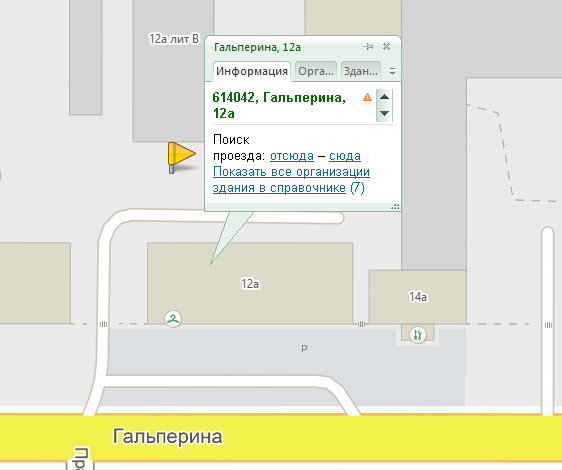 12а лит В
Гальперина, 12а
Информация
Орга...
Здан...
614042, Гальперина,
12а
Поиск
проезда: отсюда – сюда
Показать все организации
здания в справочнике (7)
12а
14а
P
Гальперина
Пра